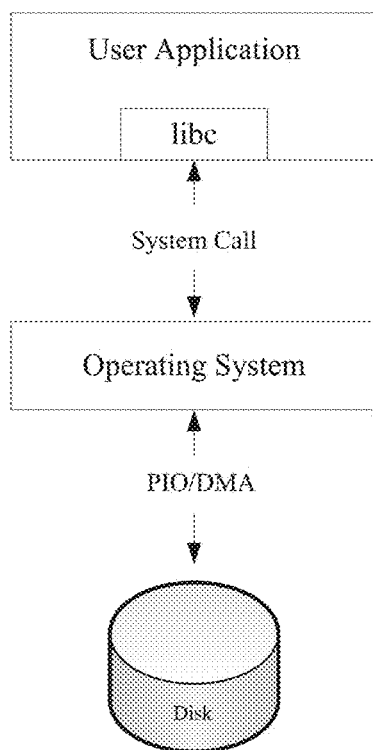 User Application
libc
System Call
Operating System
PIO/DMA
Disk